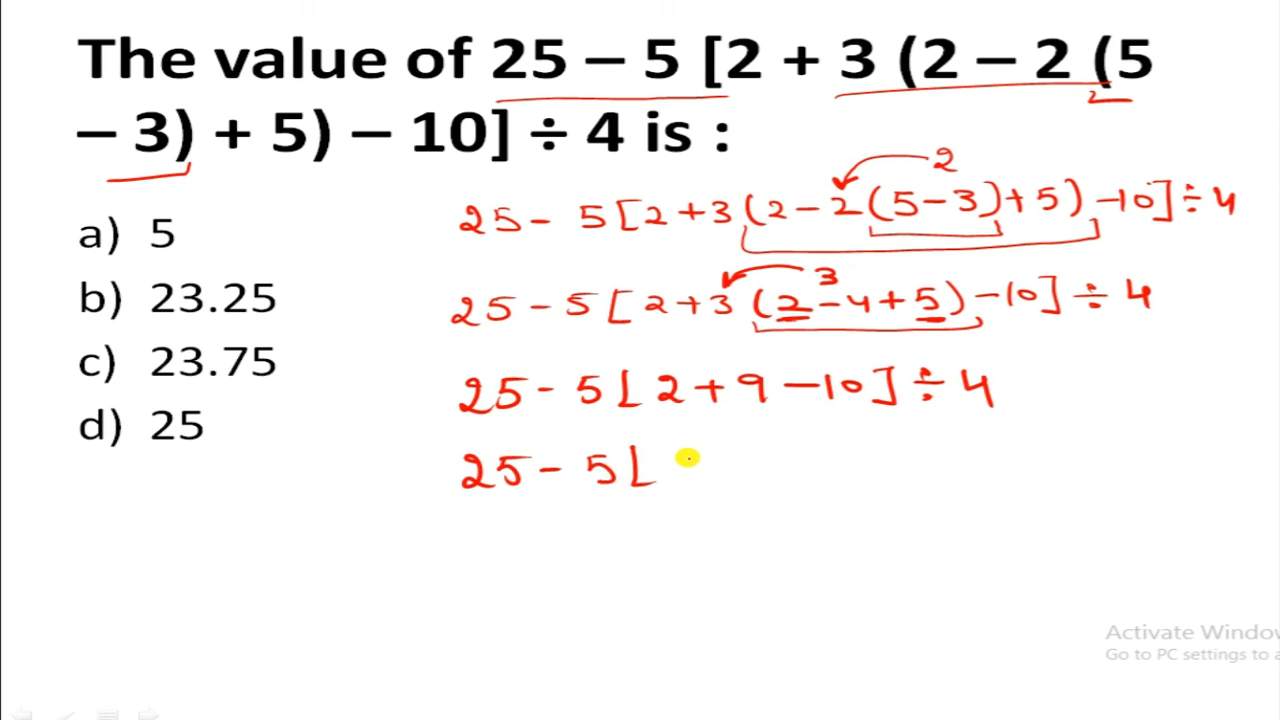 The value of 25 – 5 [2 + 3 (2 – 2 (5
– 3) + 5) – 10] ÷ 4 is :
2
a) 5
b) 23.25
c) 23.75
d) 25
2
25 - 5[2+3(2-2(5-3)+5)-10]÷4
3
25-5[2+3(2-4+5)-10]÷4
25-5[2+9-10]÷4
25-5[
Activate Windo
Go to PC settings to a